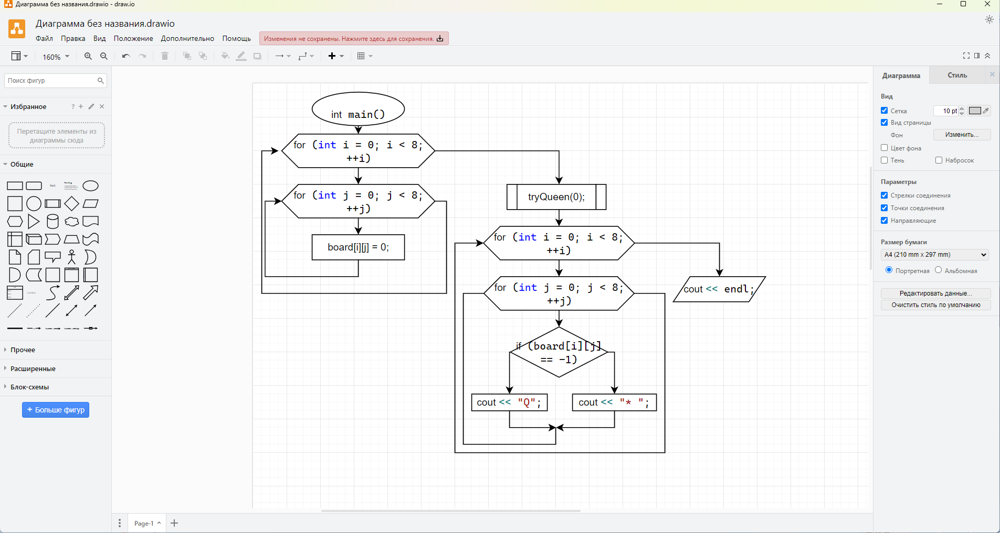 Диаграмма без названия.drawio - draw.io
Диаграмма без названия.drawio
Файл Правка Вид Положение Дополнительно Помощь
Изменения не сохранены. Нажмите здесь для сохранения.
160%
Поиск фигур
Избранное ? + ×
Перетащите элементы из
диаграммы сюда
Общие
Text
Heading
List Item
Прочее
Расширенные
Блок-схемы
+ Больше фигур
int main()
for (int i = 0; i < 8;
++i)
for (int j = 0; j < 8;
++j)
board[i][j] = 0;
tryQueen(0);
for (int i = 0; i < 8;
++i)
for (int j = 0; j < 8;
++j)
cout << endl;
if (board[i][j]
== -1)
cout << "Q";
cout << "* ";
Page-1
Диаграмма Стиль
Вид
Сетка 10 pt
Вид страницы
Фон Изменить...
Цвет фона
Тень Набросок
Параметры
Стрелки соединения
Точки соединения
Направляющие
Размер бумаги
A4 (210 mm x 297 mm)
Портретная Альбомная
Редактировать данные...
Очистить стиль по умолчанию